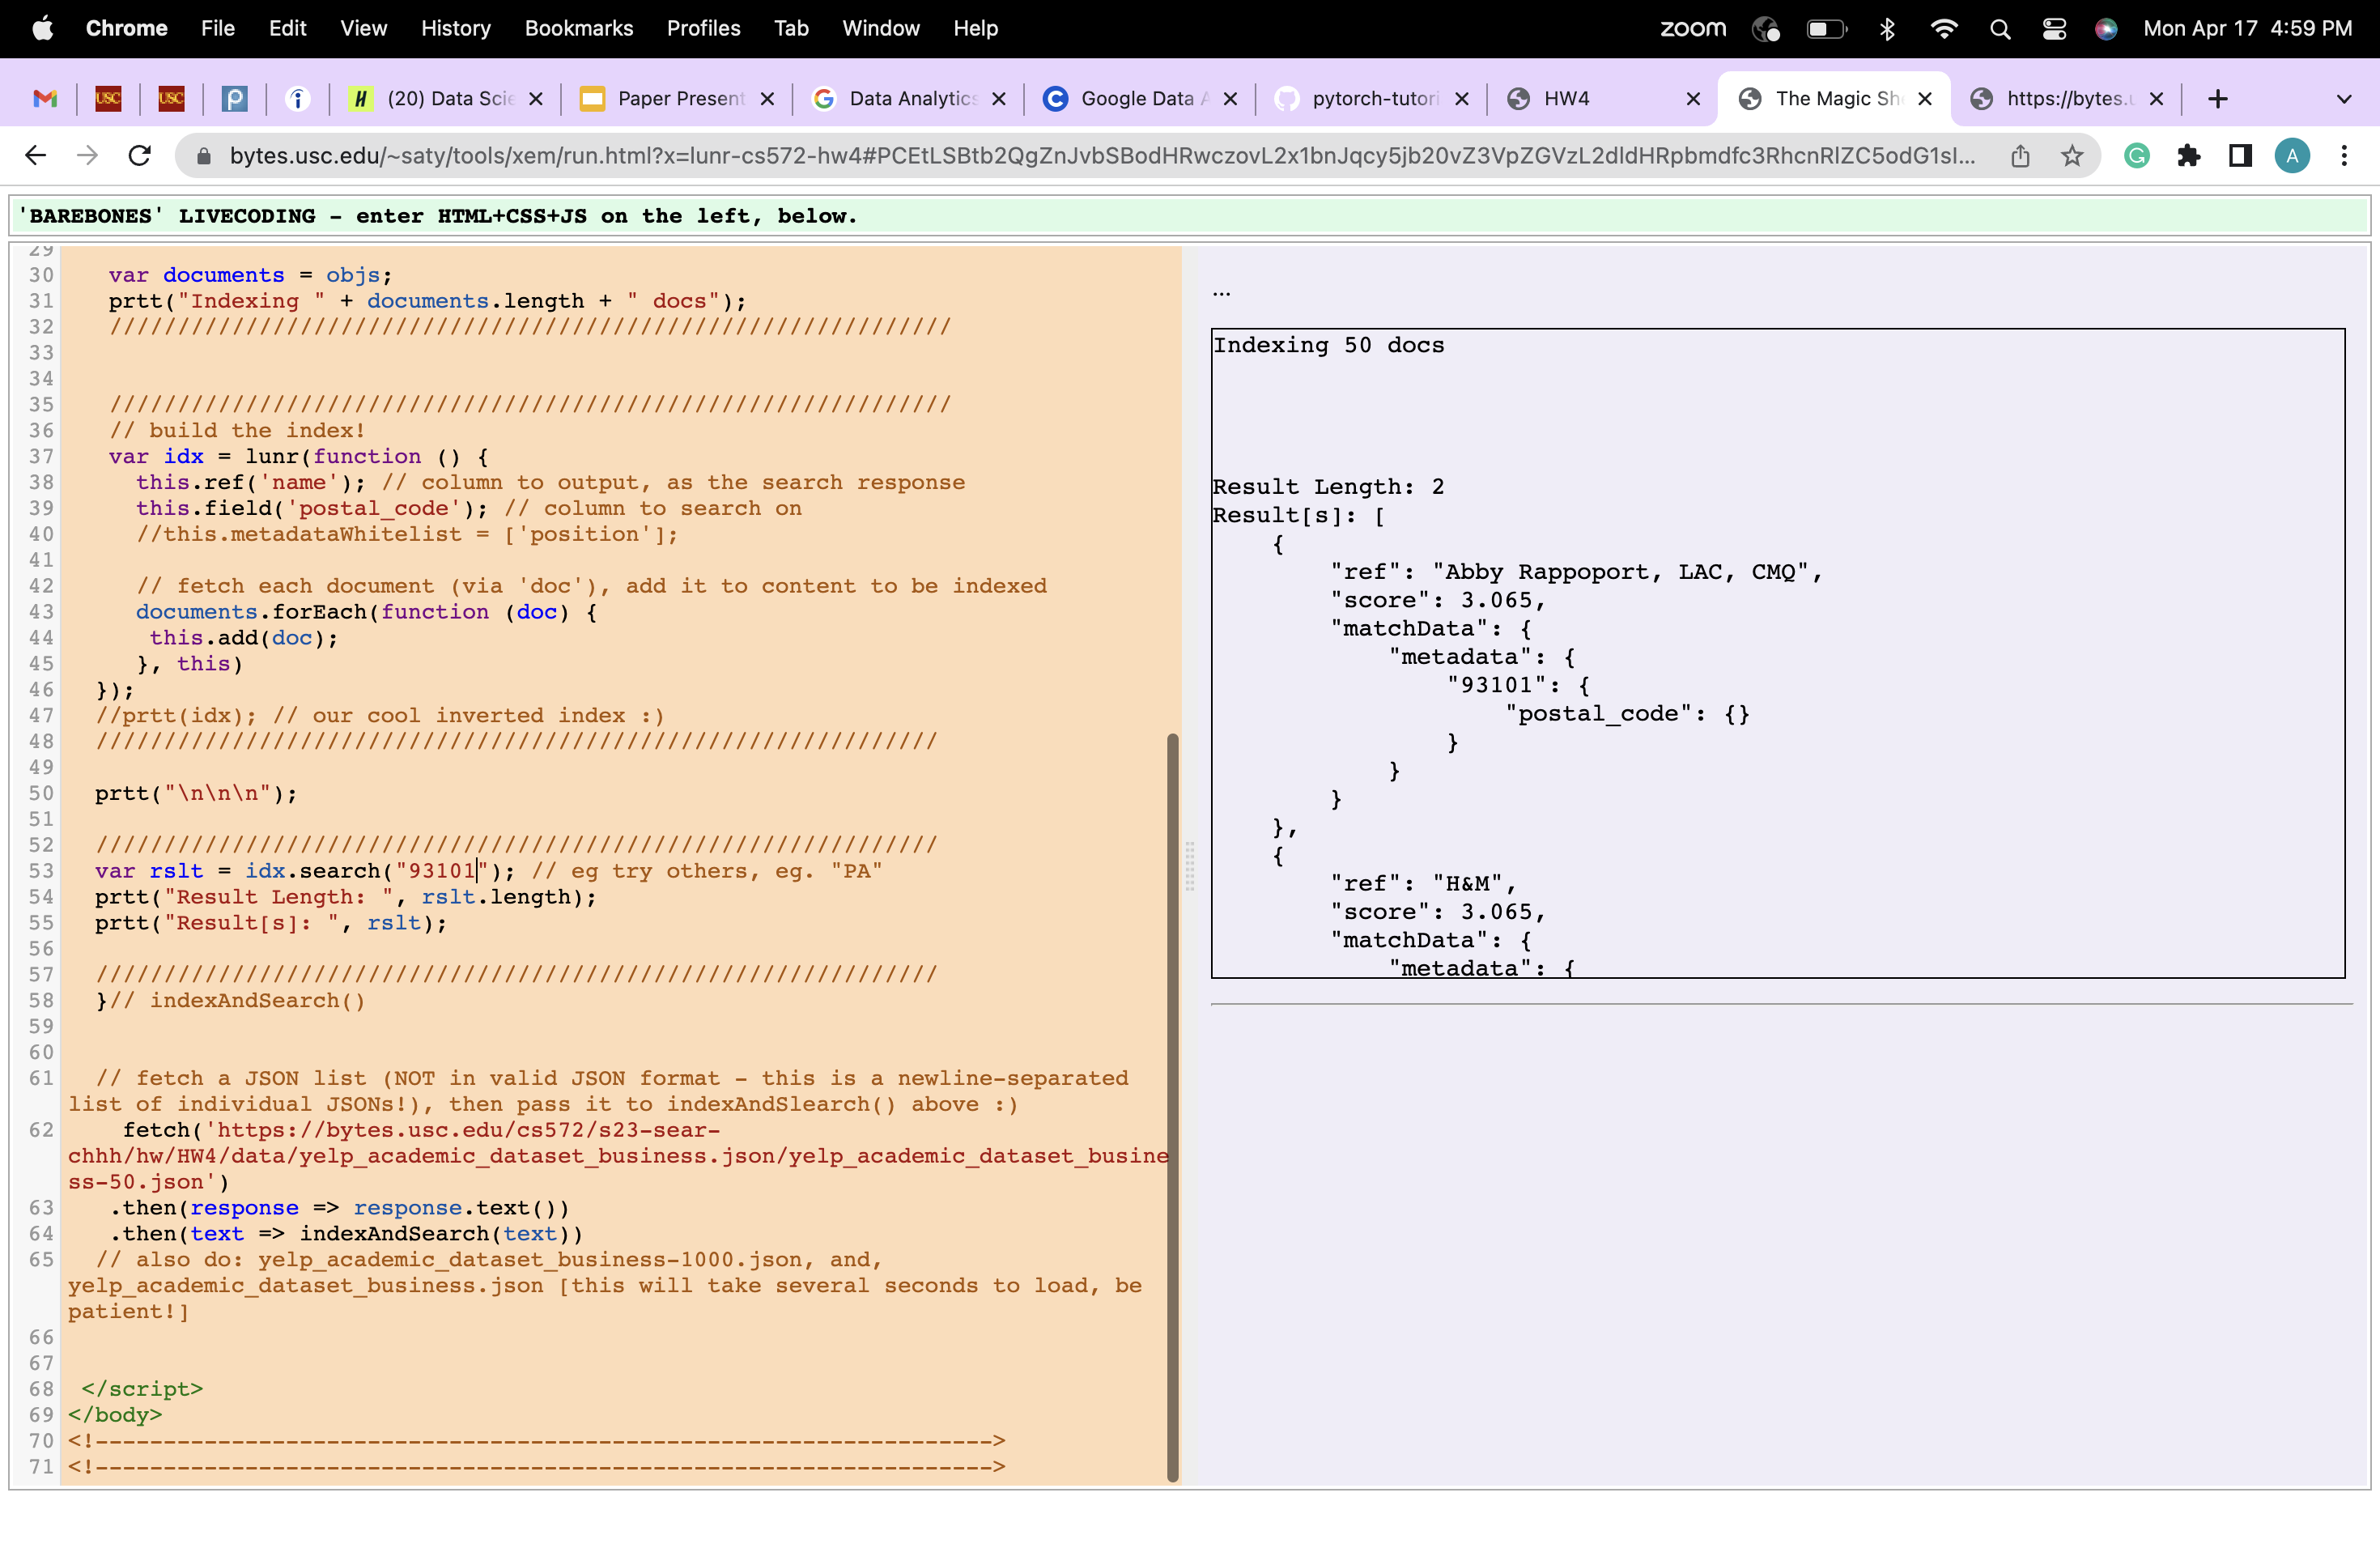 Chrome File Edit View History Bookmarks Profiles Tab Window Help zoom Mon Apr 17 4:59 PM
USC USC H (20) Data Scie Paper Present Data Analytics Google Data A pytorch-tutori HW4 The Magic Sh https://bytes.u
bytes.usc.edu/~saty/tools/xem/run.html?x=lunr-cs572-hw4#PCEtLSBtb2QgZnJvbSBodHRwczovL2x1bnJqcy5jb20vZ3VpZGVzL2dldHRpbmdfc3RhcnRlZC5odG1sI... A
'BAREBONES' LIVECODING - enter HTML+CSS+JS on the left, below.
29
30 var documents = objs;
31 prtt("Indexing " + documents.length + " docs");
32 //////////////////////////////////////////////////////////////
33
34
35 //////////////////////////////////////////////////////////////
36 // build the index!
37 var idx = lunr(function () {
38 this.ref('name'); // column to output, as the search response
39 this.field('postal_code'); // column to search on
40 //this.metadataWhitelist = ['position'];
41
42 // fetch each document (via 'doc'), add it to content to be indexed
43 documents.forEach(function (doc) {
44 this.add(doc);
45 }, this)
46 });
47 //prtt(idx); // our cool inverted index :)
48 //////////////////////////////////////////////////////////////
49
50 prtt("\n\n\n");
51
52 //////////////////////////////////////////////////////////////
53 var rslt = idx.search("93101"); // eg try others, eg. "PA"
54 prtt("Result Length: ", rslt.length);
55 prtt("Result[s]: ", rslt);
56
57 //////////////////////////////////////////////////////////////
58 }// indexAndSearch()
59
60
61 // fetch a JSON list (NOT in valid JSON format - this is a newline-separated
list of individual JSONs!), then pass it to indexAndSlearch() above :)
62 fetch('https://bytes.usc.edu/cs572/s23-sear-
chhh/hw/HW4/data/yelp_academic_dataset_business.json/yelp_academic_dataset_busine
ss-50.json')
63 .then(response => response.text())
64 .then(text => indexAndSearch(text))
65 // also do: yelp_academic_dataset_business-1000.json, and,
yelp_academic_dataset_business.json [this will take several seconds to load, be
patient!]
66
67
68 </script>
69 </body>
70 <!------------------------------------------------------------------>
71 <!------------------------------------------------------------------>
...
Indexing 50 docs
Result Length: 2
Result[s]: [
{
"ref": "Abby Rappoport, LAC, CMQ",
"score": 3.065,
"matchData": {
"metadata": {
"93101": {
"postal_code": {}
}
}
}
},
{
"ref": "H&M",
"score": 3.065,
"matchData": {
"metadata": {